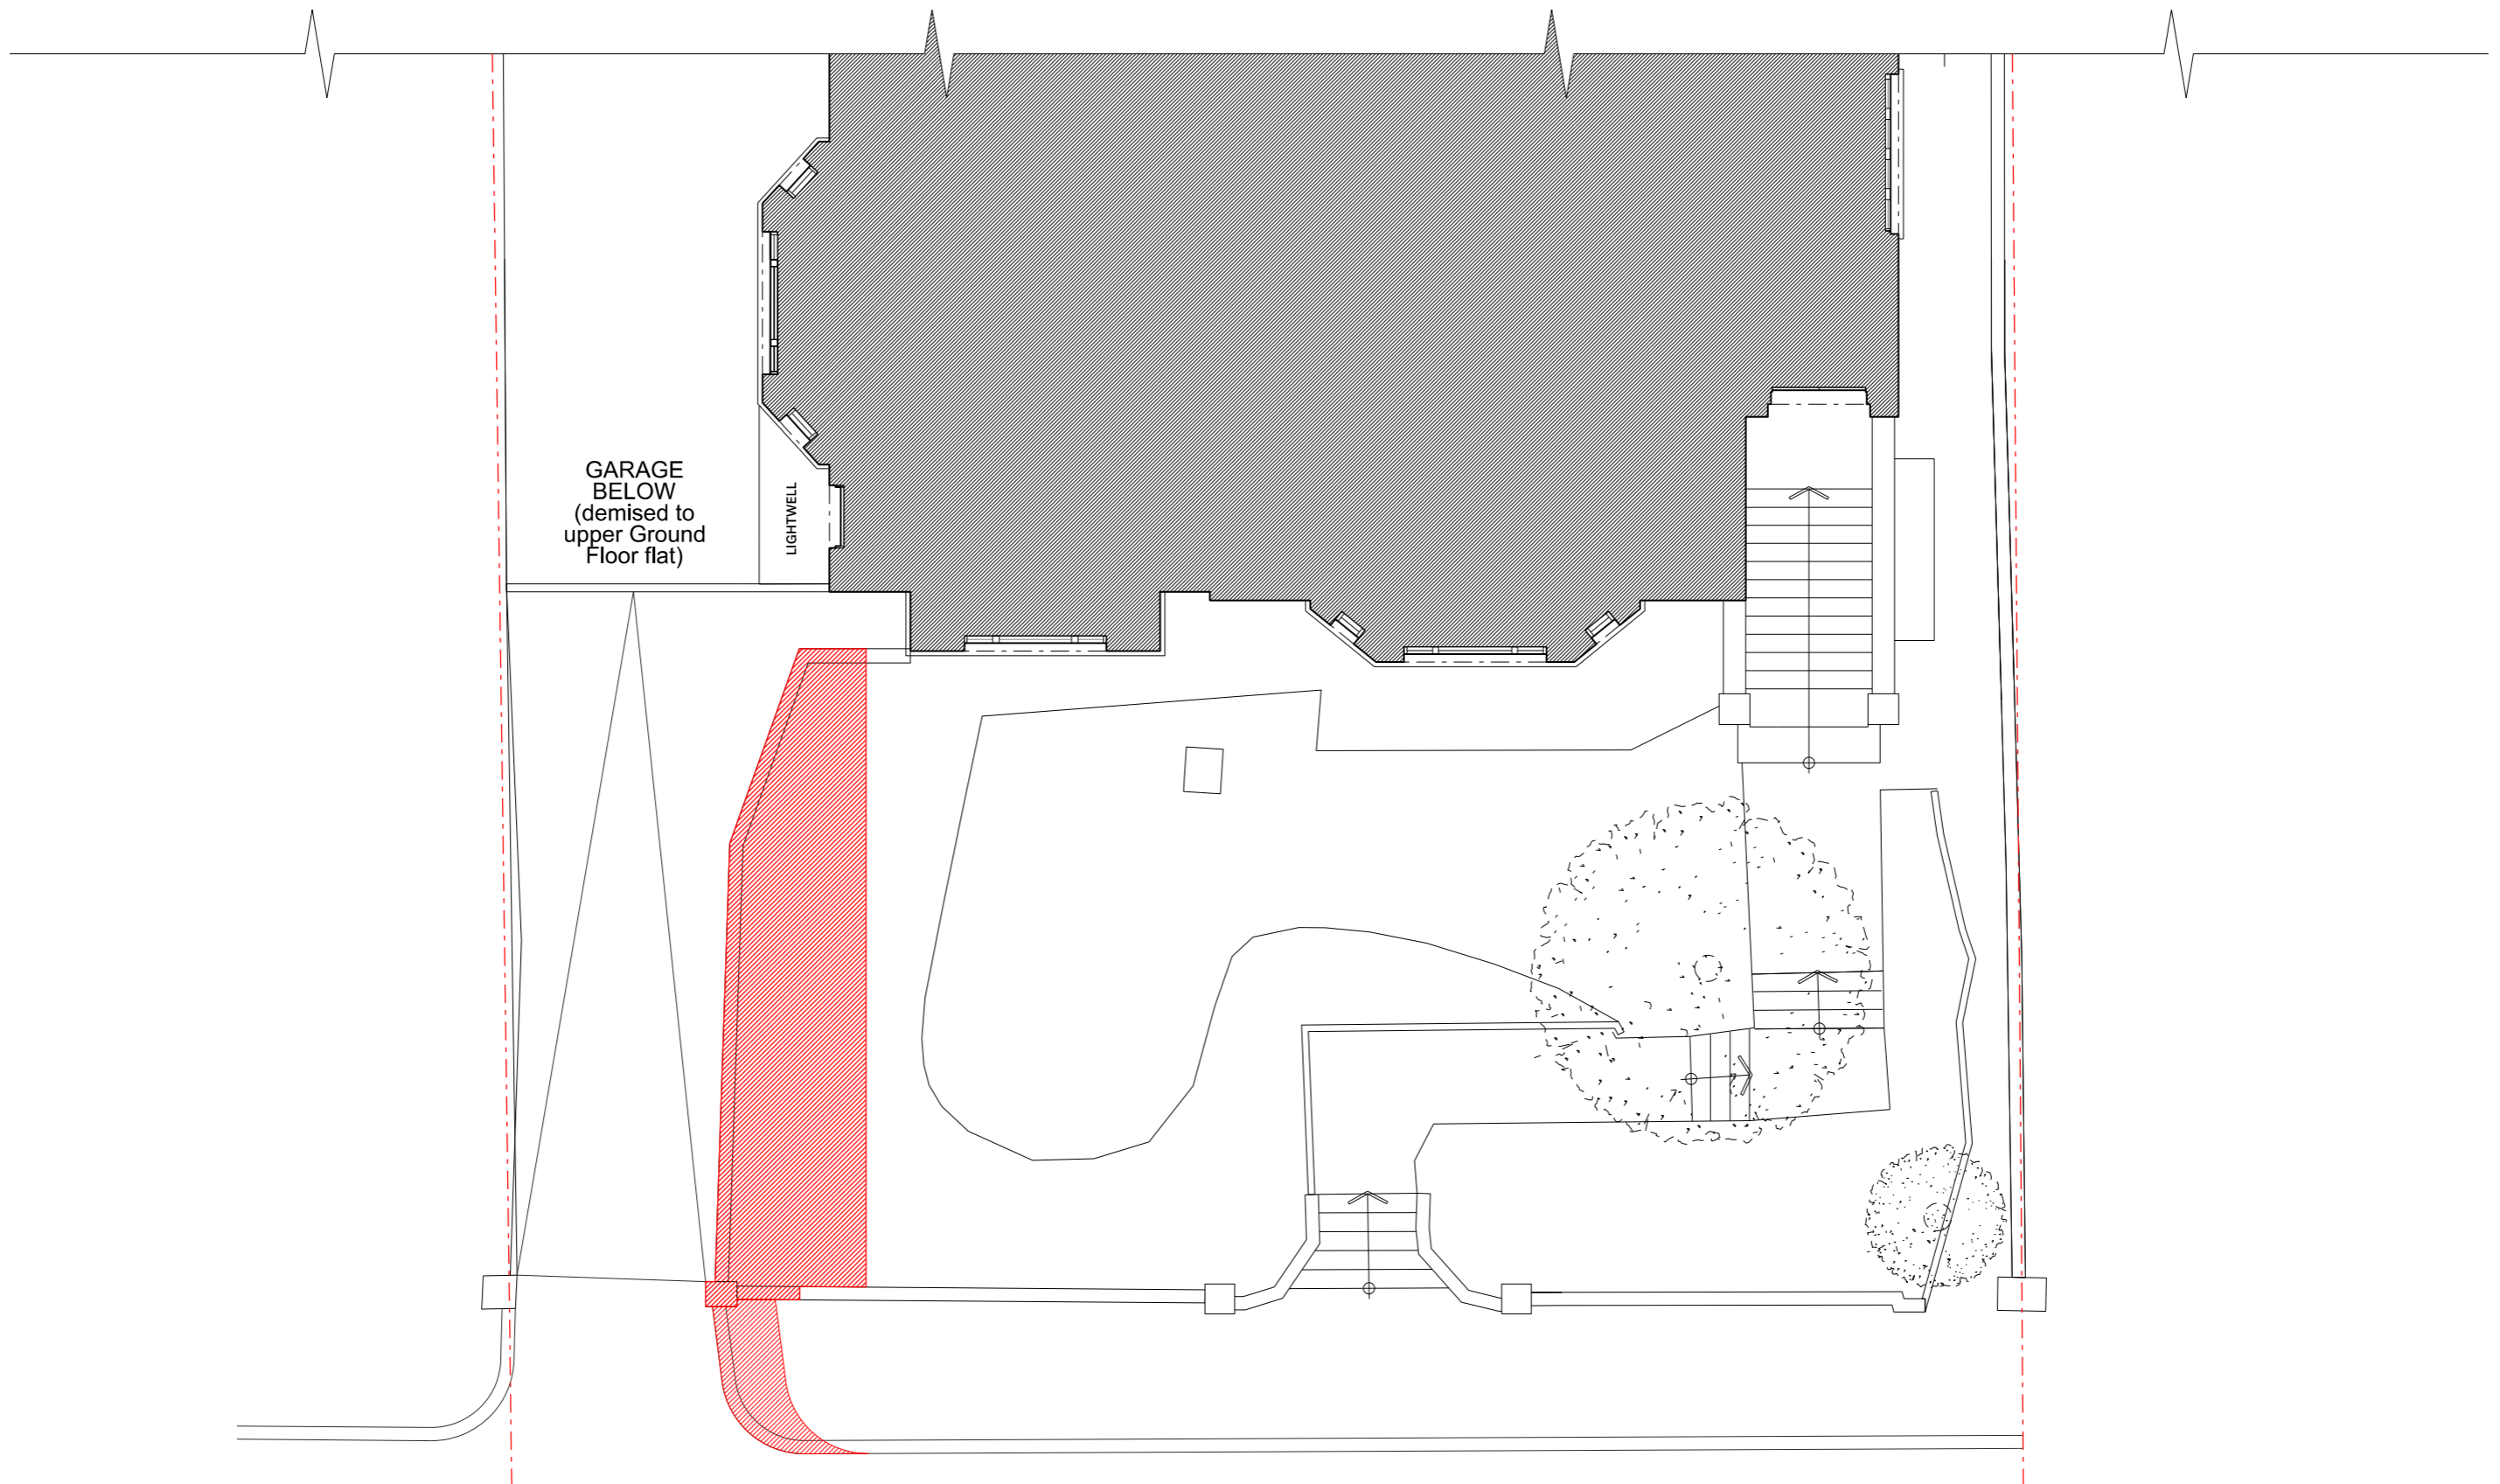 GARAGE
BELOW
(demised to
upper Ground
Floor flat)
LIGHTWELL